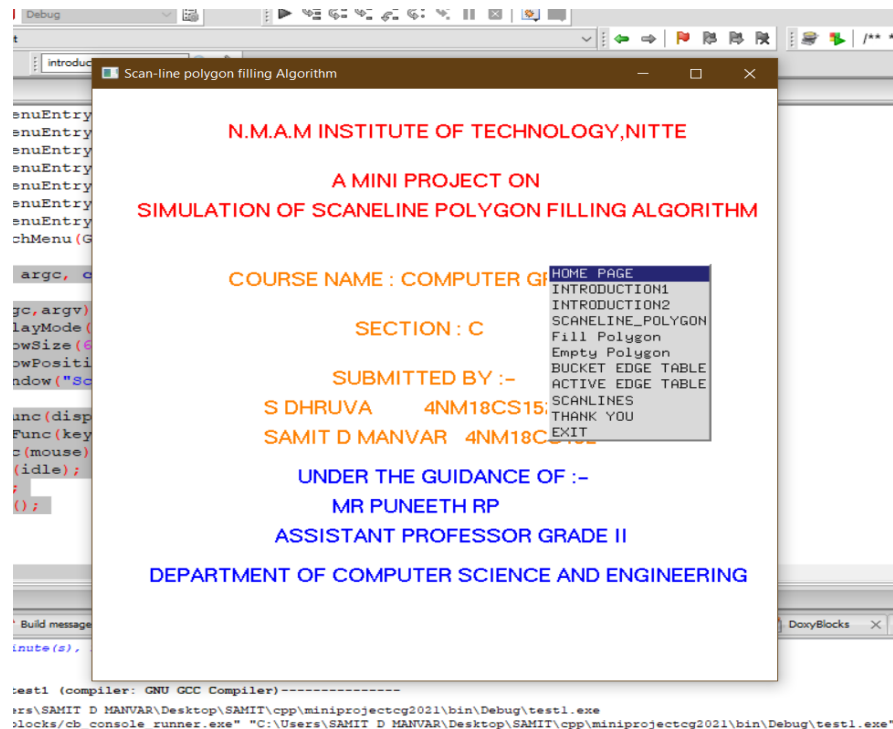 Debug
t
/** *
introduc
Scan-line polygon filling Algorithm
enuEntry
enuEntry
enuEntry
enuEntry
enuEntry
enuEntry
enuEntry
chMenu(G
argc, c
gc,argv)
layMode(
owSize(6
owPositi
ndow("Sc
unc(disp
Func(key
c(mouse)
(idle);
;
();
N.M.A.M INSTITUTE OF TECHNOLOGY,NITTE
A MINI PROJECT ON
SIMULATION OF SCANELINE POLYGON FILLING ALGORITHM
COURSE NAME : COMPUTER GR
SECTION : C
SUBMITTED BY :-
S DHRUVA 4NM18CS15
SAMIT D MANVAR 4NM18CS
UNDER THE GUIDANCE OF :-
MR PUNEETH RP
ASSISTANT PROFESSOR GRADE II
DEPARTMENT OF COMPUTER SCIENCE AND ENGINEERING
HOME PAGE
INTRODUCTION1
INTRODUCTION2
SCANELINE_POLYGON
Fill Polygon
Empty Polygon
BUCKET EDGE TABLE
ACTIVE EDGE TABLE
SCANLINES
THANK YOU
EXIT
Build message
DoxyBlocks
inute(s),
test1 (compiler: GNU GCC Compiler)---------------
ers\SAMIT D MANVAR\Desktop\SAMIT\cpp\miniprojectcg2021\bin\Debug\test1.exe
blocks/cb_console_runner.exe" "C:\Users\SAMIT D MANVAR\Desktop\SAMIT\cpp\miniprojectcg2021\bin\Debug\test1.exe"